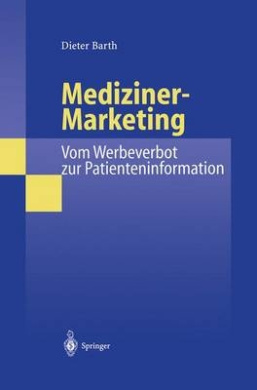 Dieter Barth
Mediziner-
Marketing
Vom Werbeverbot
zur Patienteninformation
Springer